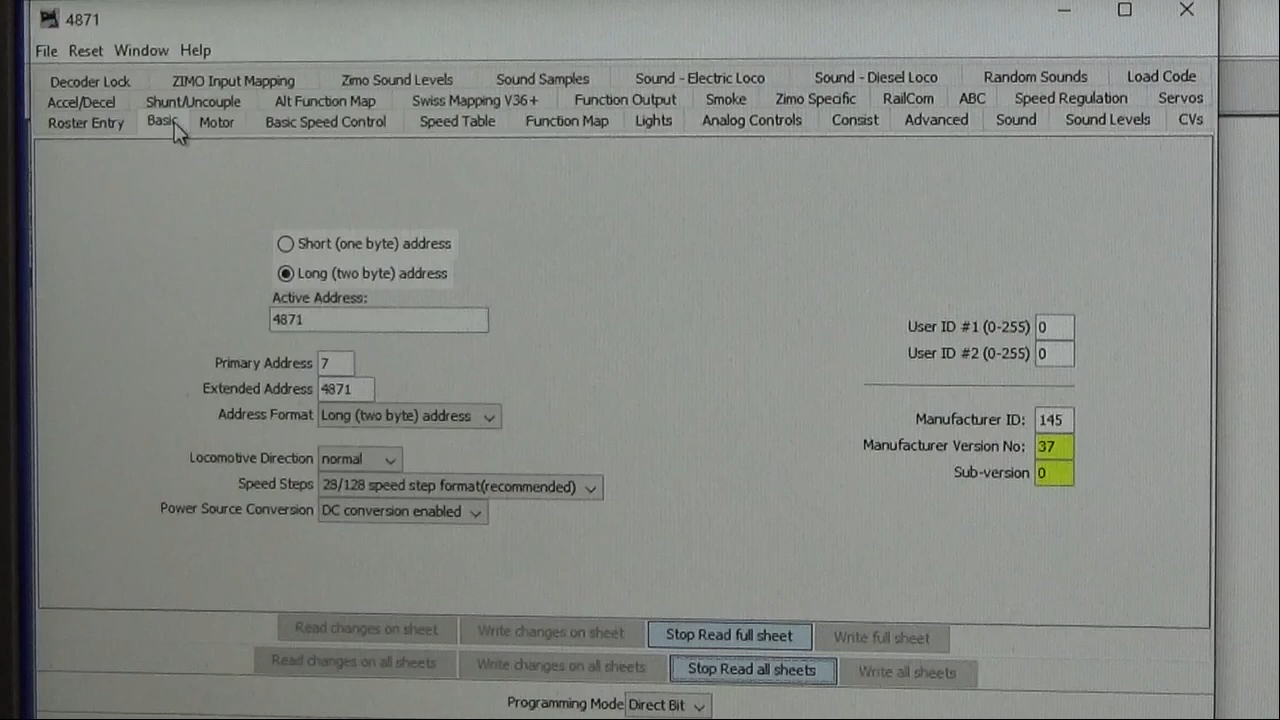 4871
File Reset Window Help
Decoder Lock ZIMO Input Mapping Zimo Sound Levels Sound Samples Sound - Electric Loco Sound - Diesel Loco Random Sounds Load Code
Accel/Decel Shunt/Uncouple Alt Function Map Swiss Mapping V36+ Function Output Smoke Zimo Specific RailCom ABC Speed Regulation Servos
Roster Entry Basic Motor Basic Speed Control Speed Table Function Map Lights Analog Controls Consist Advanced Sound Sound Levels CVs
Short (one byte) address
Long (two byte) address
Active Address:
4871
Primary Address 7
Extended Address 4871
Address Format Long (two byte) address
Locomotive Direction normal
Speed Steps 28/128 speed step format(recommended)
Power Source Conversion DC conversion enabled
User ID #1 (0-255) 0
User ID #2 (0-255) 0
Manufacturer ID: 145
Manufacturer Version No: 37
Sub-version 0
Read changes on sheet Write changes on sheet Stop Read full sheet Write full sheet
Read changes on all sheets Write changes on all sheets Stop Read all sheets Write all sheets
Programming Mode Direct Bit